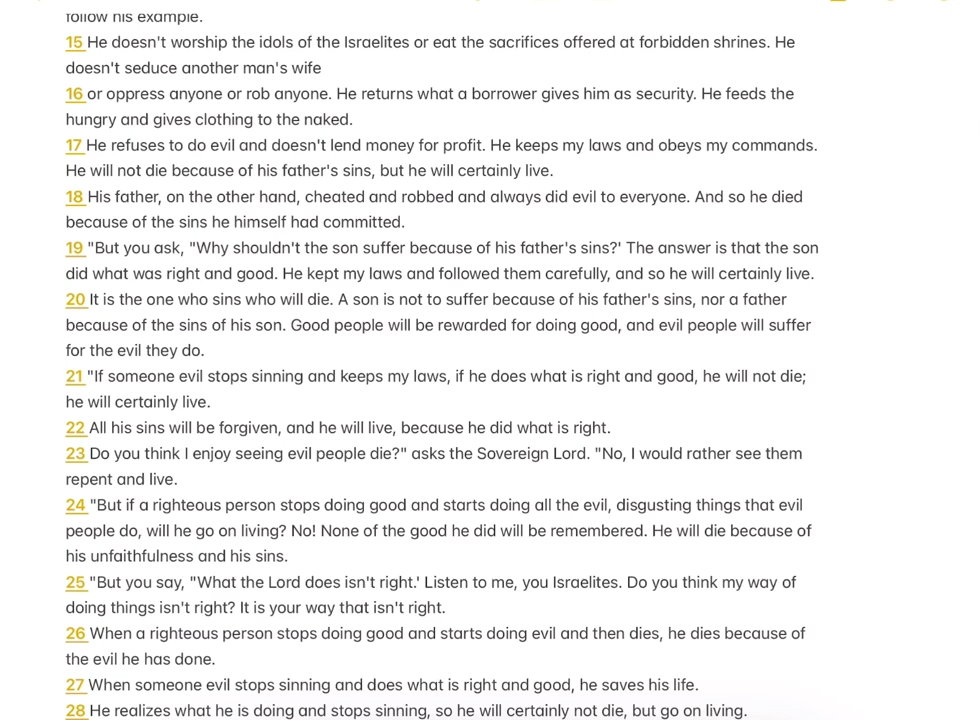 follow his example.
15 He doesn't worship the idols of the Israelites or eat the sacrifices offered at forbidden shrines. He
doesn't seduce another man's wife
16 or oppress anyone or rob anyone. He returns what a borrower gives him as security. He feeds the
hungry and gives clothing to the naked.
17 He refuses to do evil and doesn't lend money for profit. He keeps my laws and obeys my commands.
He will not die because of his father's sins, but he will certainly live.
18 His father, on the other hand, cheated and robbed and always did evil to everyone. And so he died
because of the sins he himself had committed.
19 "But you ask, "Why shouldn't the son suffer because of his father's sins?' The answer is that the son
did what was right and good. He kept my laws and followed them carefully, and so he will certainly live.
20 It is the one who sins who will die. A son is not to suffer because of his father's sins, nor a father
because of the sins of his son. Good people will be rewarded for doing good, and evil people will suffer
for the evil they do.
21 "If someone evil stops sinning and keeps my laws, if he does what is right and good, he will not die;
he will certainly live.
22 All his sins will be forgiven, and he will live, because he did what is right.
23 Do you think I enjoy seeing evil people die?" asks the Sovereign Lord. "No, I would rather see them
repent and live.
24 "But if a righteous person stops doing good and starts doing all the evil, disgusting things that evil
people do, will he go on living? No! None of the good he did will be remembered. He will die because of
his unfaithfulness and his sins.
25 "But you say, "What the Lord does isn't right.' Listen to me, you Israelites. Do you think my way of
doing things isn't right? It is your way that isn't right.
26 When a righteous person stops doing good and starts doing evil and then dies, he dies because of
the evil he has done.
27 When someone evil stops sinning and does what is right and good, he saves his life.
28 He realizes what he is doing and stops sinning, so he will certainly not die, but go on living.